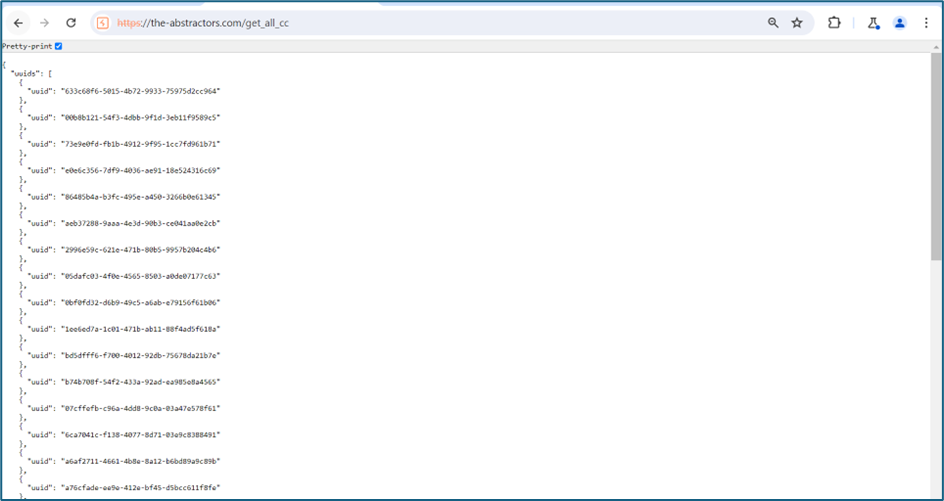 https://the-abstractors.com/get_all_cc
Pretty-print
{
"uuids": [
{
"uuid": "633c68f6-5015-4b72-9933-75975d2cc964"
},
{
"uuid": "00b8b121-54f3-4dbb-9f1d-3eb11f9589c5"
},
{
"uuid": "73e9e0fd-fb1b-4912-9f95-1cc7fd961b71"
},
{
"uuid": "e0e6c356-7df9-4036-ae91-18e524316c69"
},
{
"uuid": "86485b4a-b3fc-495e-a450-3266b0e61345"
},
{
"uuid": "aeb37288-9aaa-4e3d-90b3-ce041aa0e2cb"
},
{
"uuid": "2996e59c-621e-471b-80b5-9957b204c4b6"
},
{
"uuid": "05dafc03-4f0e-4565-8503-a0de07177c63"
},
{
"uuid": "0bf0fd32-d6b9-49c5-a6ab-e79156f61b06"
},
{
"uuid": "1ee6ed7a-1c01-471b-ab11-88f4ad5f618a"
},
{
"uuid": "bd5dfff6-f700-4012-92db-75678da21b7e"
},
{
"uuid": "b74b708f-54f2-433a-92ad-ea985e8a4565"
},
{
"uuid": "07cffefb-c96a-4dd8-9c0a-03a47e578f61"
},
{
"uuid": "6ca7041c-f138-4077-8d71-03e9c8388491"
},
{
"uuid": "a6af2711-4661-4b8e-8a12-b6bd89a9c89b"
},
{
"uuid": "a76cfade-ee9e-412e-bf45-d5bcc611f8fe"
},